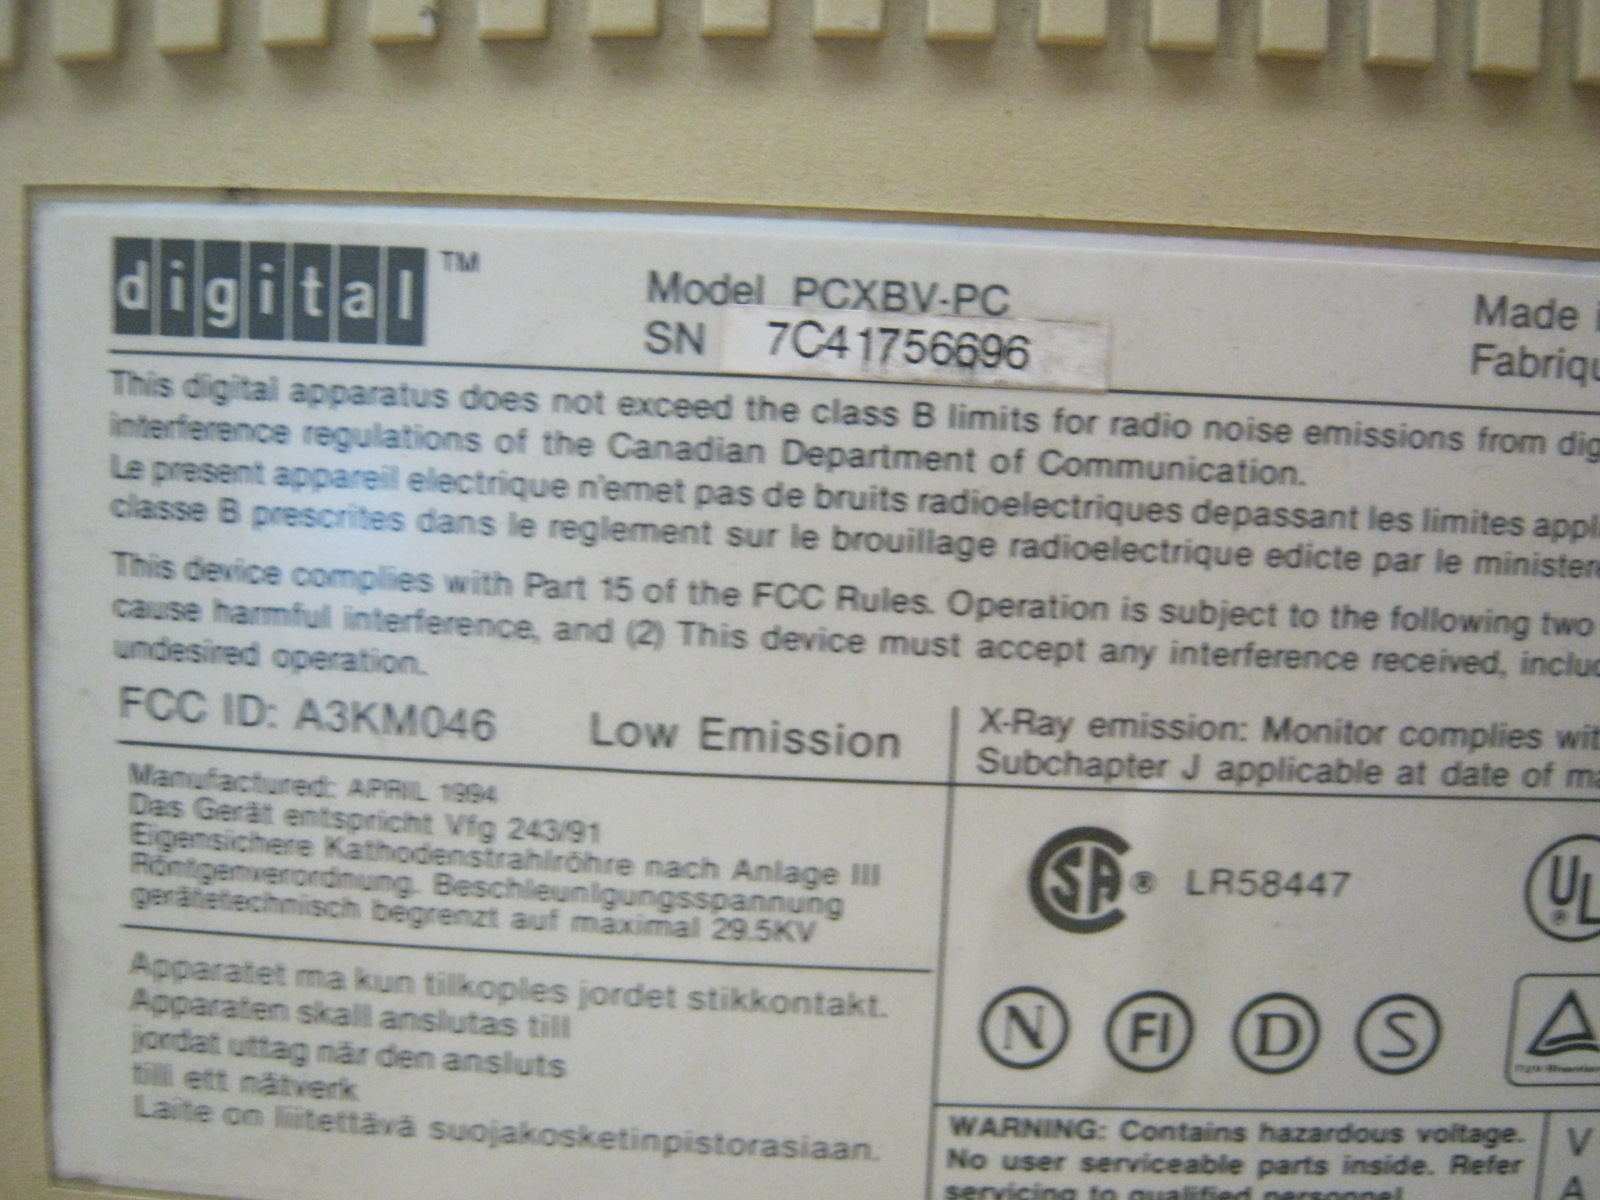 digital™
Model PCXBV-PC
SN 7C41756696
Made
Fabriqu
This digital apparatus does not exceed the class B limits for radio noise emissions from dig
interference regulations of the Canadian Department of Communication.
Le present appareil electrique n'emet pas de bruits radioelectriques depassant les limites appli
classe B prescrites dans le reglement sur le brouillage radioelectrique edicte par le ministere
This device complies with Part 15 of the FCC Rules. Operation is subject to the following two
cause harmful interference, and (2) This device must accept any interference received, includ
undesired operation.
FCC ID: A3KM046 Low Emission
X-Ray emission: Monitor complies wit
Subchapter J applicable at date of ma
Manufactured: APRIL 1994
Das Gerät entspricht Vfg 243/91
Eigensichere Kathodenstrahlröhre nach Anlage III
Röntgenverordnung. Beschleunigungsspannung
gerätetechnisch begrenzt auf maximal 29.5KV
SA ® LR58447
UL ®
Apparatet ma kun tilkoples jordet stikkontakt.
Apparaten skall anslutas till
jordat uttag när den ansluts
till ett nätverk
Laite on liitettävä suojakosketinpistorasiaan.
N FI D S
WARNING: Contains hazardous voltage.
No user serviceable parts inside. Refer
servicing to qualified personnel
V
A